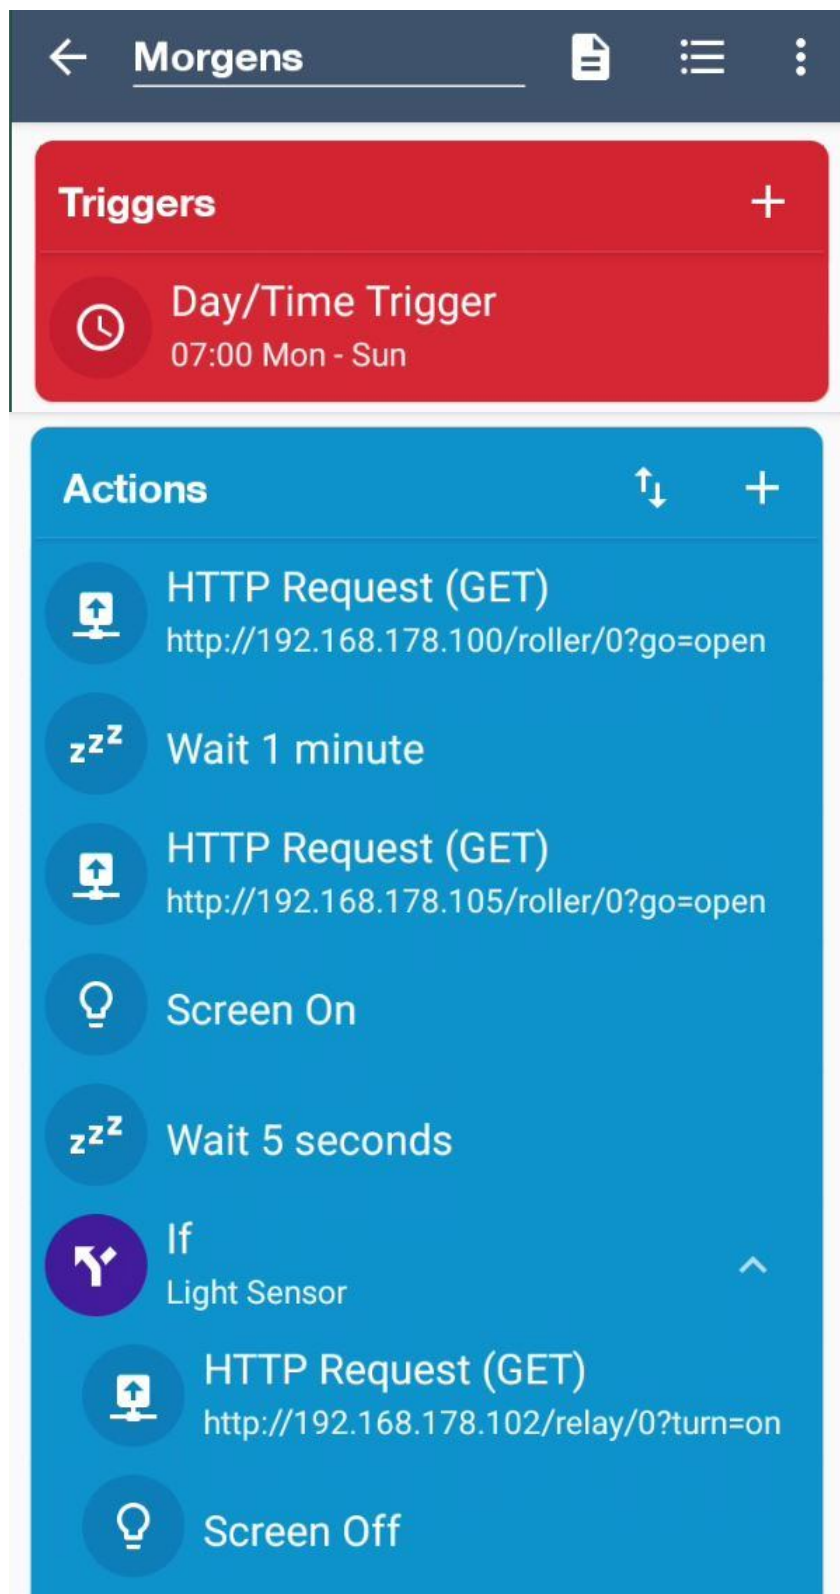 Morgens
Triggers
Day/Time Trigger
07:00 Mon - Sun
Actions
HTTP Request (GET)
http://192.168.178.100/roller/0?go=open
zzz
Wait 1 minute
HTTP Request (GET)
http://192.168.178.105/roller/0?go=open
Screen On
zzz
Wait 5 seconds
If
Light Sensor
HTTP Request (GET)
http://192.168.178.102/relay/0?turn=on
Screen Off